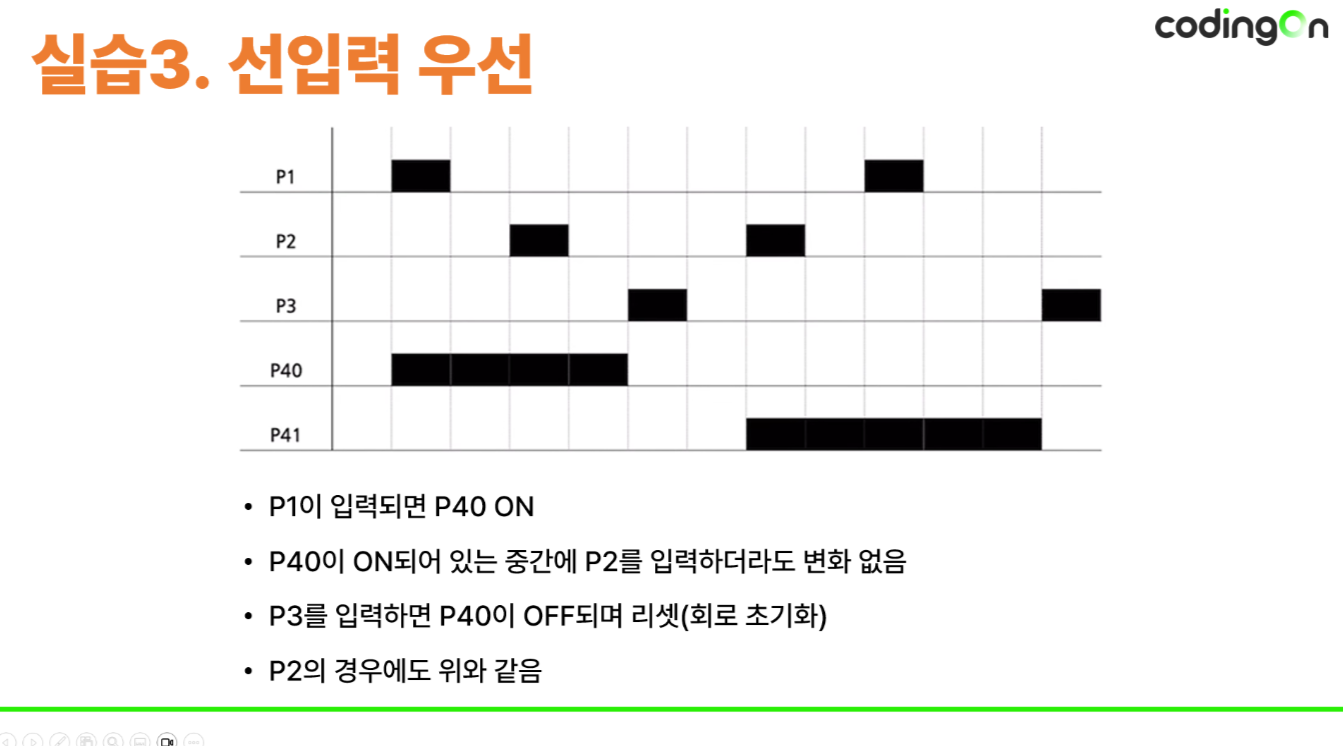 codingOn
실습3. 선입력 우선
P1
P2
P3
P40
P41
• P1이 입력되면 P40 ON
• P40이 ON되어 있는 중간에 P2를 입력하더라도 변화 없음
• P3를 입력하면 P40이 OFF되며 리셋(회로 초기화)
• P2의 경우에도 위와 같음